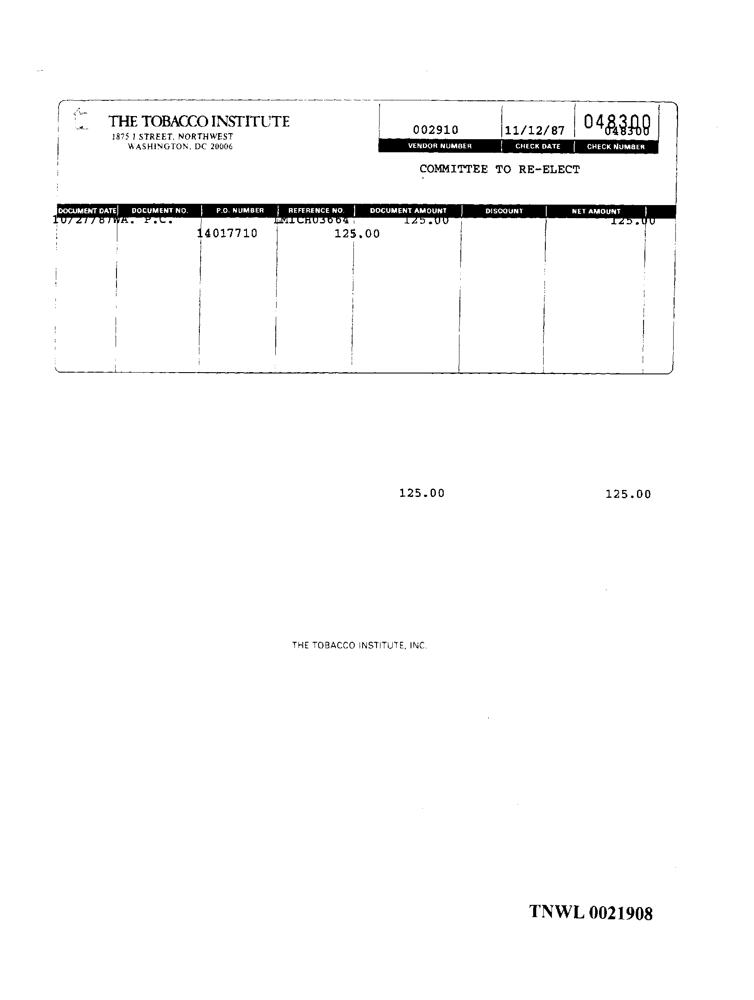 THE TOBACCO INSTITUTE
1875 I STREET, NORTHWEST
WASHINGTON, DC 20006
002910 11/12/87 048300
048300
VENDOR NUMBER CHECK DATE CHECK NUMBER
COMMITTEE TO RE-ELECT
DOCUMENT DATE DOCUMENT NO. P.O. NUMBER REFERENCE NO. DOCUMENT AMOUNT DISCOUNT NET AMOUNT
10/27/87WA. P.C. LMICH03664 125.00 125.00
14017710 125.00
125.00 125.00
THE TOBACCO INSTITUTE, INC.
TNWL 0021908